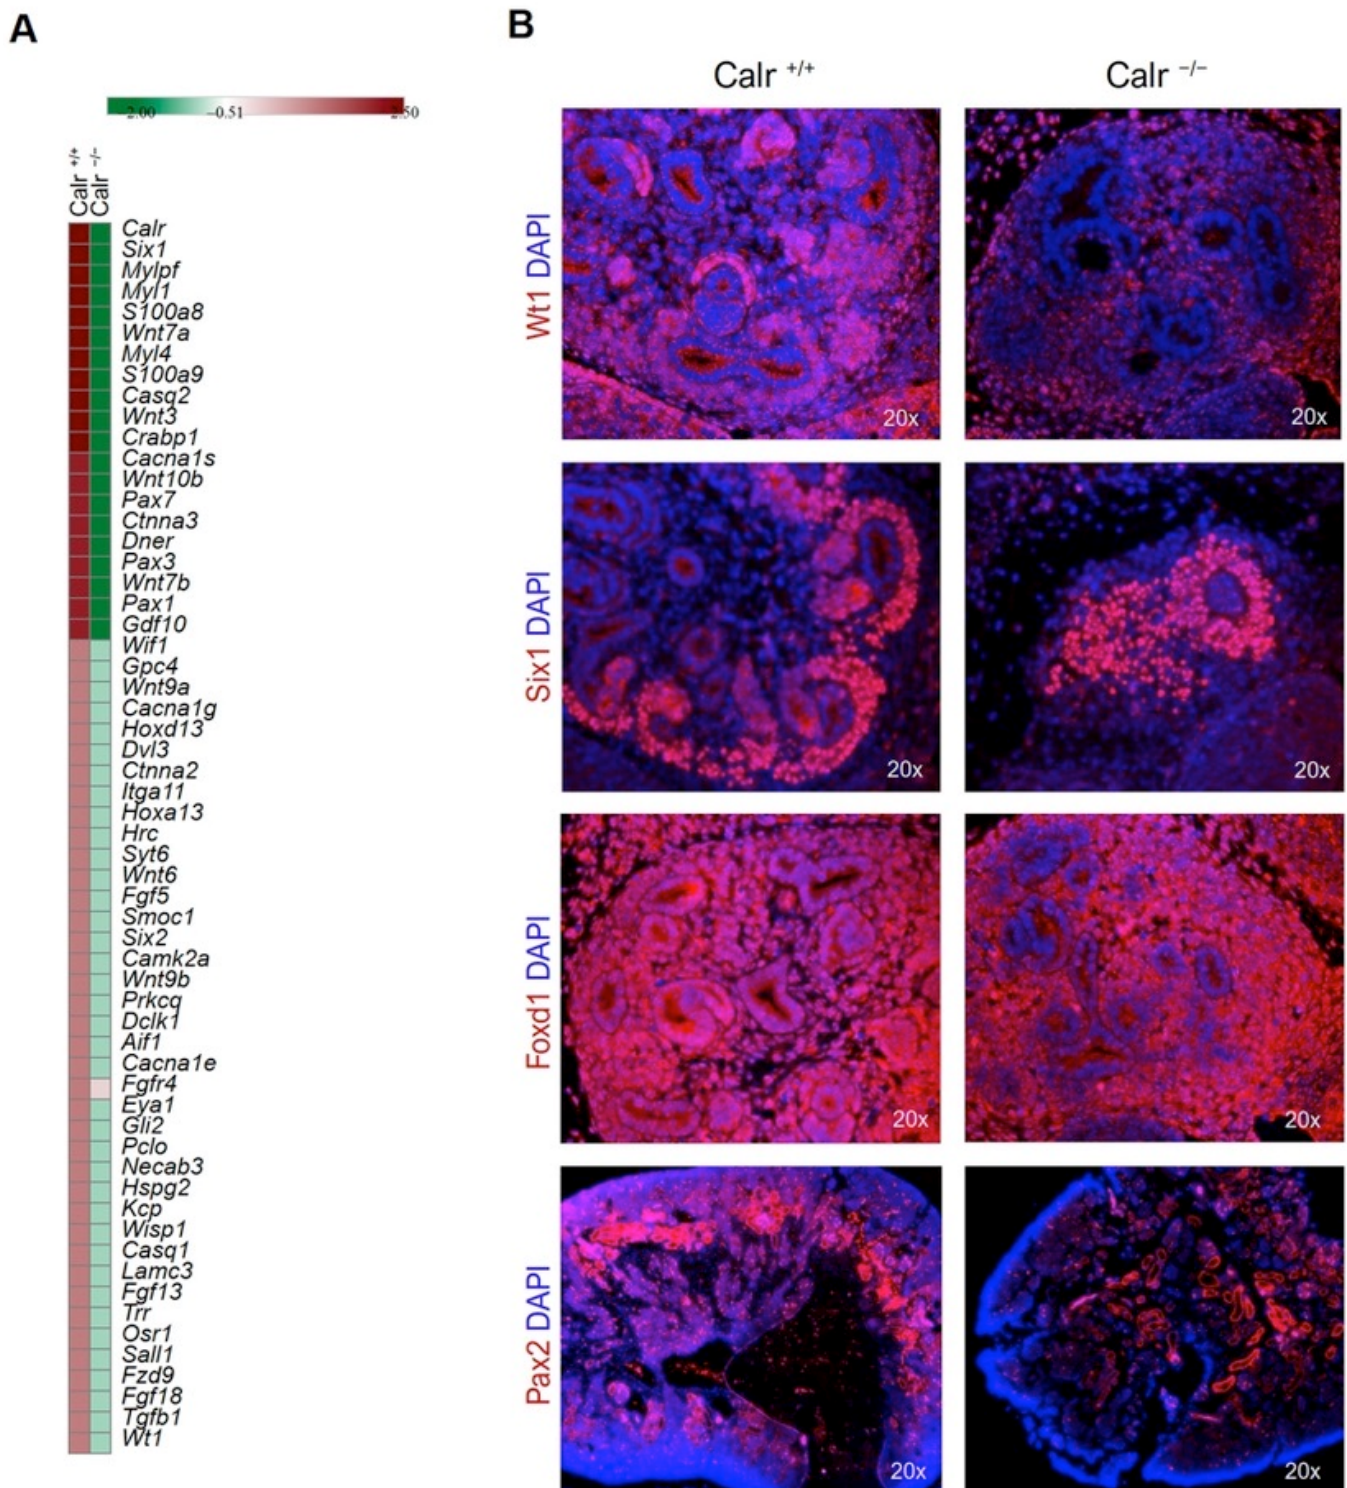 A
B
Calr +/+
Calr –/–
2.00
–0.51
2.50
Calr +/+
Calr –/–
Calr
Six1
Mylpf
Myl1
S100a8
Wnt7a
Myl4
S100a9
Casq2
Wnt3
Crabp1
Cacna1s
Wnt10b
Pax7
Ctnna3
Dner
Pax3
Wnt7b
Pax1
Gdf10
Wif1
Gpc4
Wnt9a
Cacna1g
Hoxd13
Dvl3
Ctnna2
Itga11
Hoxa13
Hrc
Syt6
Wnt6
Fgf5
Smoc1
Six2
Camk2a
Wnt9b
Prkcq
Dclk1
Aif1
Cacna1e
Fgfr4
Eya1
Gli2
Pclo
Necab3
Hspg2
Kcp
Wisp1
Casq1
Lamc3
Fgf13
Trr
Osr1
Sall1
Fzd9
Fgf18
Tgfb1
Wt1
Wt1 DAPI
20x
20x
Six1 DAPI
20x
20x
Foxd1 DAPI
20x
20x
Pax2 DAPI
20x
20x